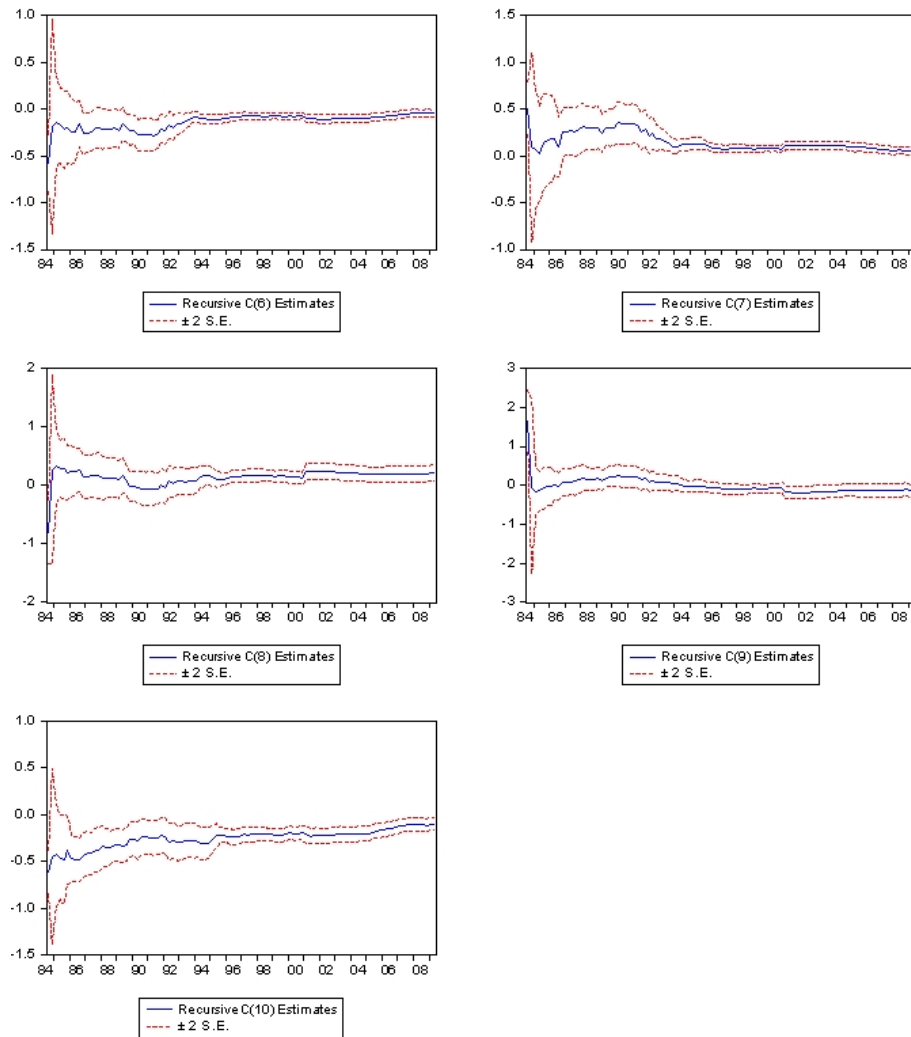 1.0
0.5
0.0
-0.5
-1.0
-1.5
84 86 88 90 92 94 96 98 00 02 04 06 08
Recursive C(6) Estimates
± 2 S.E.
1.5
1.0
0.5
0.0
-0.5
-1.0
84 86 88 90 92 94 96 98 00 02 04 06 08
Recursive C(7) Estimates
± 2 S.E.
2
1
0
-1
-2
84 86 88 90 92 94 96 98 00 02 04 06 08
Recursive C(8) Estimates
± 2 S.E.
3
2
1
0
-1
-2
-3
84 86 88 90 92 94 96 98 00 02 04 06 08
Recursive C(9) Estimates
± 2 S.E.
1.0
0.5
0.0
-0.5
-1.0
-1.5
84 86 88 90 92 94 96 98 00 02 04 06 08
Recursive C(10) Estimates
± 2 S.E.